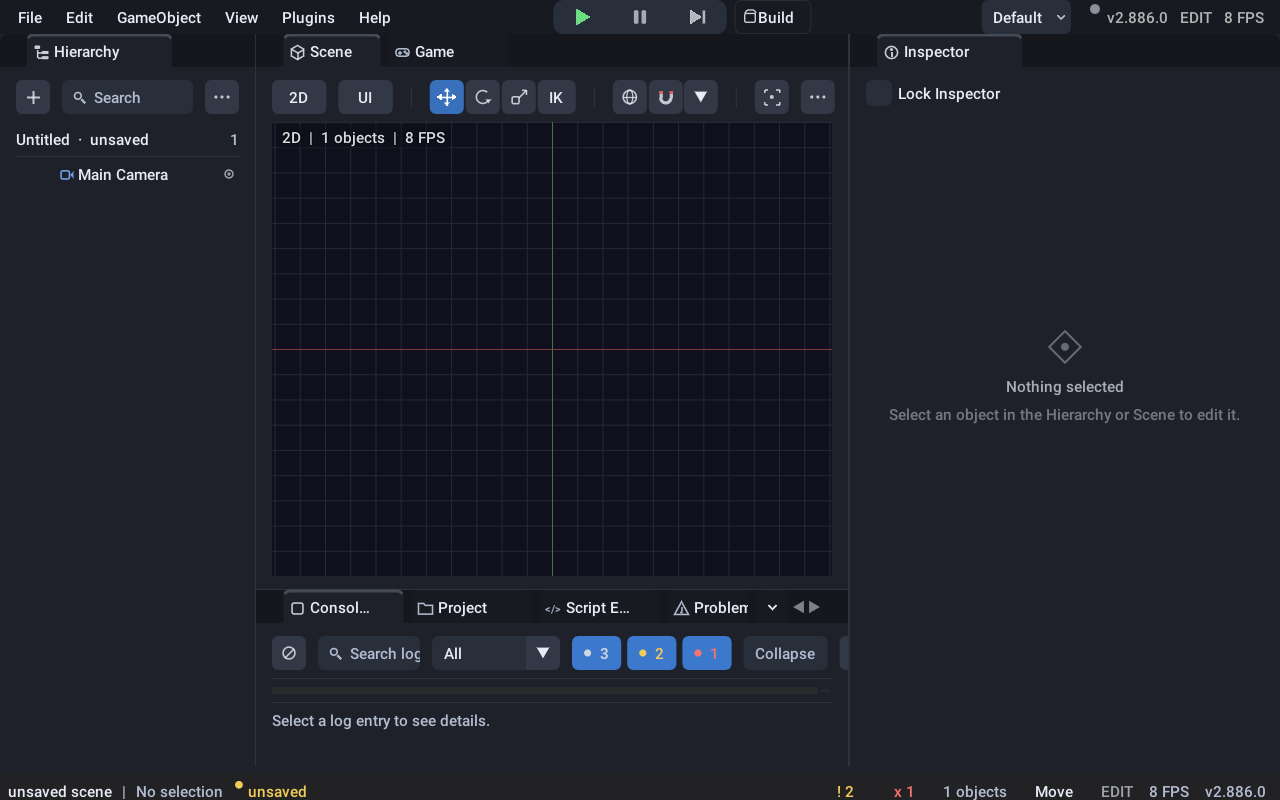 File Edit GameObject View Plugins Help Build Default v2.886.0 EDIT 8 FPS
Hierarchy Scene Game Inspector
Search 2D UI IK Lock Inspector
Untitled · unsaved 1
2D | 1 objects | 8 FPS
Main Camera
Nothing selected
Select an object in the Hierarchy or Scene to edit it.
Consol... Project </> Script E... Problem
Search log All 3 2 1 Collapse
Select a log entry to see details.
unsaved scene | No selection unsaved ! 2 x 1 1 objects Move EDIT 8 FPS v2.886.0